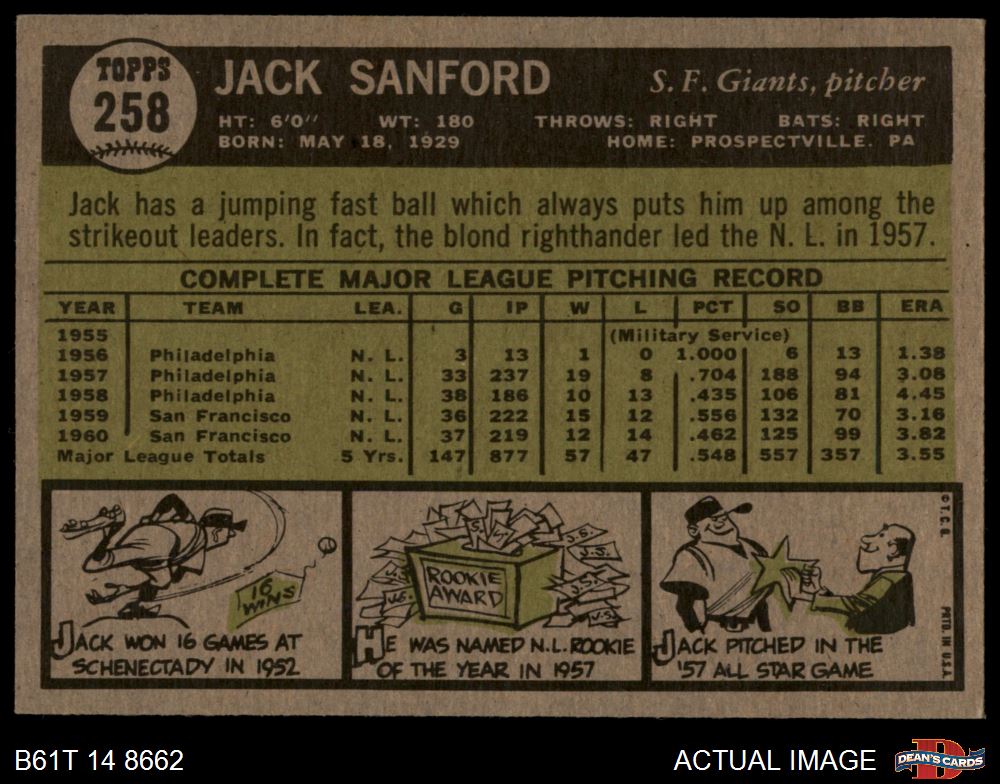 TOPPS
258
JACK SANFORD
S. F. Giants, pitcher
HT: 6'0" WT: 180 THROWS: RIGHT BATS: RIGHT
BORN: MAY 18, 1929 HOME: PROSPECTVILLE. PA
Jack has a jumping fast ball which always puts him up among the
strikeout leaders. In fact, the blond righthander led the N. L. in 1957.
COMPLETE MAJOR LEAGUE PITCHING RECORD
YEAR TEAM LEA. G IP W L PCT SO BB ERA
1955 (Military Service)
1956 Philadelphia N. L. 3 13 1 0 1.000 6 13 1.38
1957 Philadelphia N. L. 33 237 19 8 .704 188 94 3.08
1958 Philadelphia N. L. 38 186 10 13 .435 106 81 4.45
1959 San Francisco N. L. 36 222 15 12 .556 132 70 3.16
1960 San Francisco N. L. 37 219 12 14 .462 125 99 3.82
Major League Totals 5 Yrs. 147 877 57 47 .548 557 357 3.55
16
WINS
JACK WON 16 GAMES AT
SCHENECTADY IN 1952
J.S.
J.S.
J.S.
J.S.
ROOKIE
AWARD
HE WAS NAMED N.L. ROOKIE
OF THE YEAR IN 1957
JACK PITCHED IN THE
'57 ALL STAR GAME
© T.C.G.
PRTD IN U.S.A.
B61T 14 8662
ACTUAL IMAGE
DEAN'S CARDS